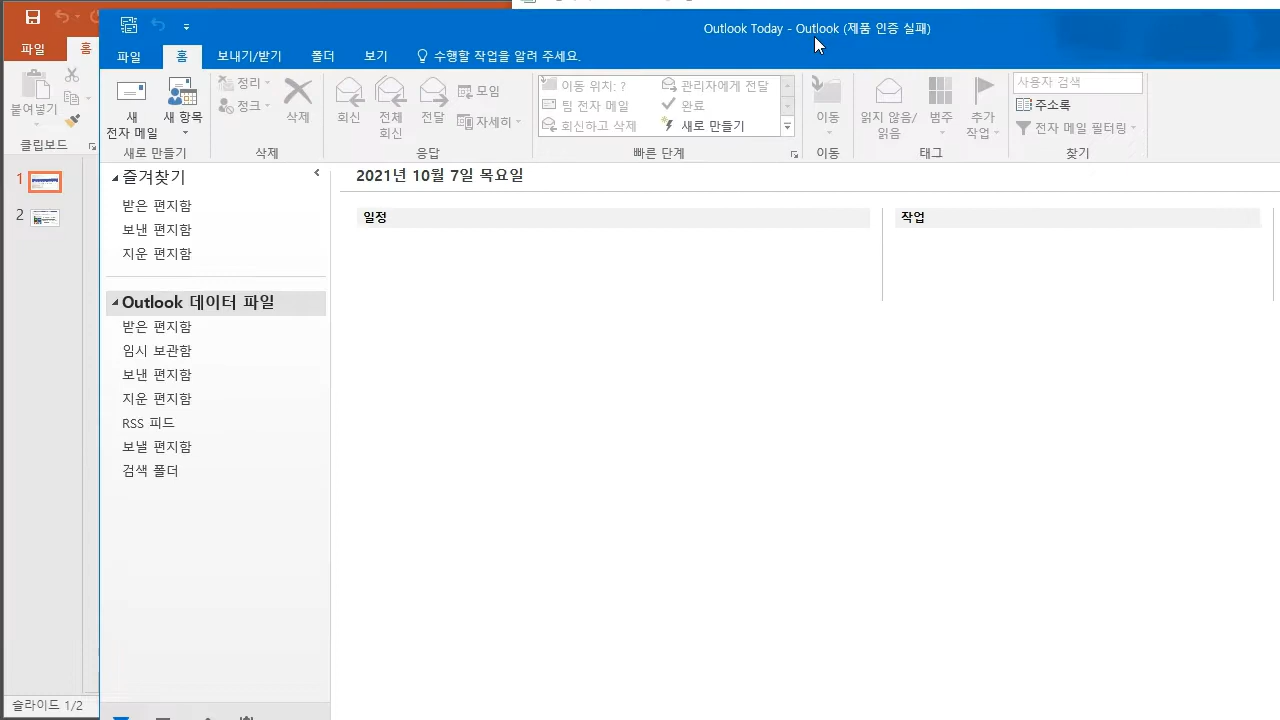 Outlook Today - Outlook (제품 인증 실패)
파일
홈
파일 홈 보내기/받기 폴더 보기 수행할 작업을 알려 주세요.
붙여넣기
클립보드
새
전자 메일
새 항목
새로 만들기
정리
정크
삭제
삭제
회신
전체
회신
전달
모임
자세히
응답
이동 위치: ?
팀 전자 메일
회신하고 삭제
관리자에게 전달
완료
새로 만들기
빠른 단계
이동
이동
읽지 않음/
읽음
범주
추가
작업
태그
사용자 검색
주소록
전자 메일 필터링
찾기
1
2
즐겨찾기
받은 편지함
보낸 편지함
지운 편지함
Outlook 데이터 파일
받은 편지함
임시 보관함
보낸 편지함
지운 편지함
RSS 피드
보낼 편지함
검색 폴더
2021년 10월 7일 목요일
일정
작업
슬라이드 1/2